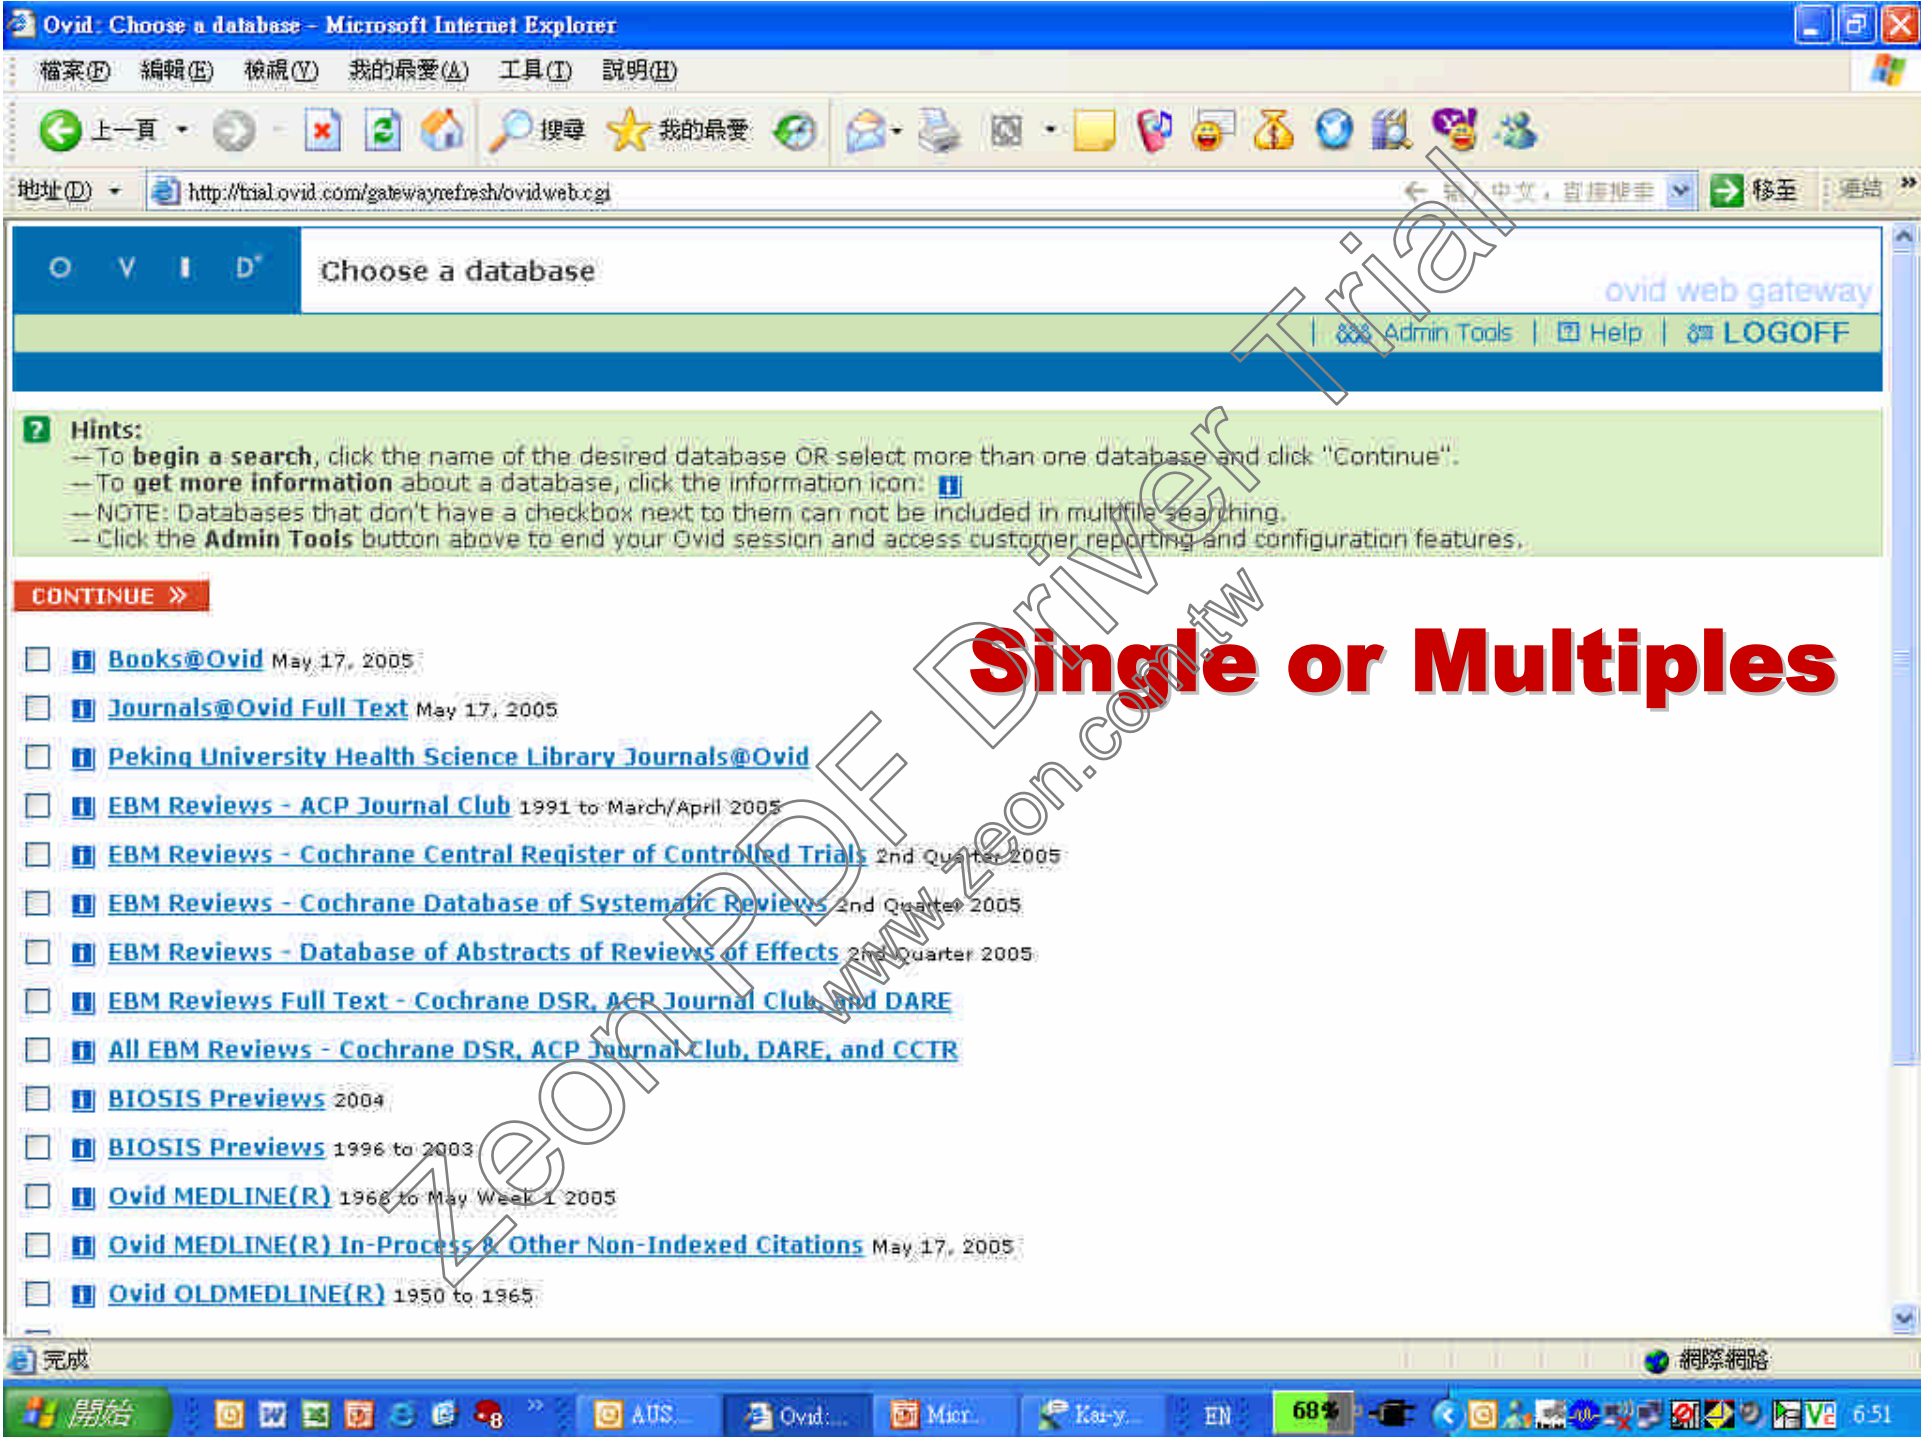 Ovid: Choose a database - Microsoft Internet Explorer
檔案(F) 編輯(E) 檢視(V) 我的最愛(A) 工具(T) 說明(H)
上一頁 搜尋 我的最愛
地址(D) http://trial.ovid.com/gatewayrefresh/ovidweb.cgi 輸入中文，直接搜尋 移至 連結 »
O V I D Choose a database
ovid web gateway
| Admin Tools | Help | LOGOFF
Hints:
— To begin a search, click the name of the desired database OR select more than one database and click "Continue".
— To get more information about a database, click the information icon: i
— NOTE: Databases that don't have a checkbox next to them can not be included in multifile searching.
— Click the Admin Tools button above to end your Ovid session and access customer reporting and configuration features.
CONTINUE »
Single or Multiples
Books@Ovid May 17, 2005
Journals@Ovid Full Text May 17, 2005
Peking University Health Science Library Journals@Ovid
EBM Reviews - ACP Journal Club 1991 to March/April 2005
EBM Reviews - Cochrane Central Register of Controlled Trials 2nd Quarter 2005
EBM Reviews - Cochrane Database of Systematic Reviews 2nd Quarter 2005
EBM Reviews - Database of Abstracts of Reviews of Effects 2nd Quarter 2005
EBM Reviews Full Text - Cochrane DSR, ACP Journal Club, and DARE
All EBM Reviews - Cochrane DSR, ACP Journal Club, DARE, and CCTR
BIOSIS Previews 2004
BIOSIS Previews 1996 to 2003
Ovid MEDLINE(R) 1966 to May Week 1 2005
Ovid MEDLINE(R) In-Process & Other Non-Indexed Citations May 17, 2005
Ovid OLDMEDLINE(R) 1950 to 1965
Zeon PDF Driver Trial
www.zeon.com.tw
完成 網際網路
開始 8 » AUS... Ovid:... Micr... Kai-y... EN 68% 6:51